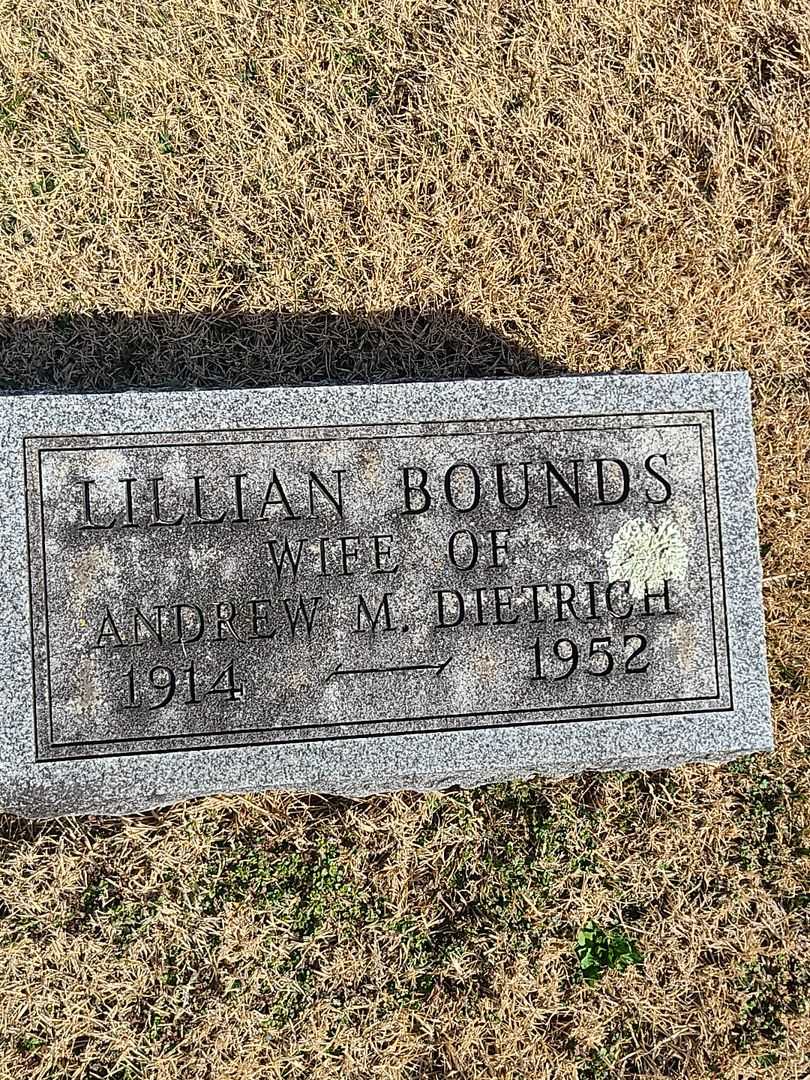 LILLIAN BOUNDS
WIFE OF
ANDREW M. DIETRICH
1914 — 1952